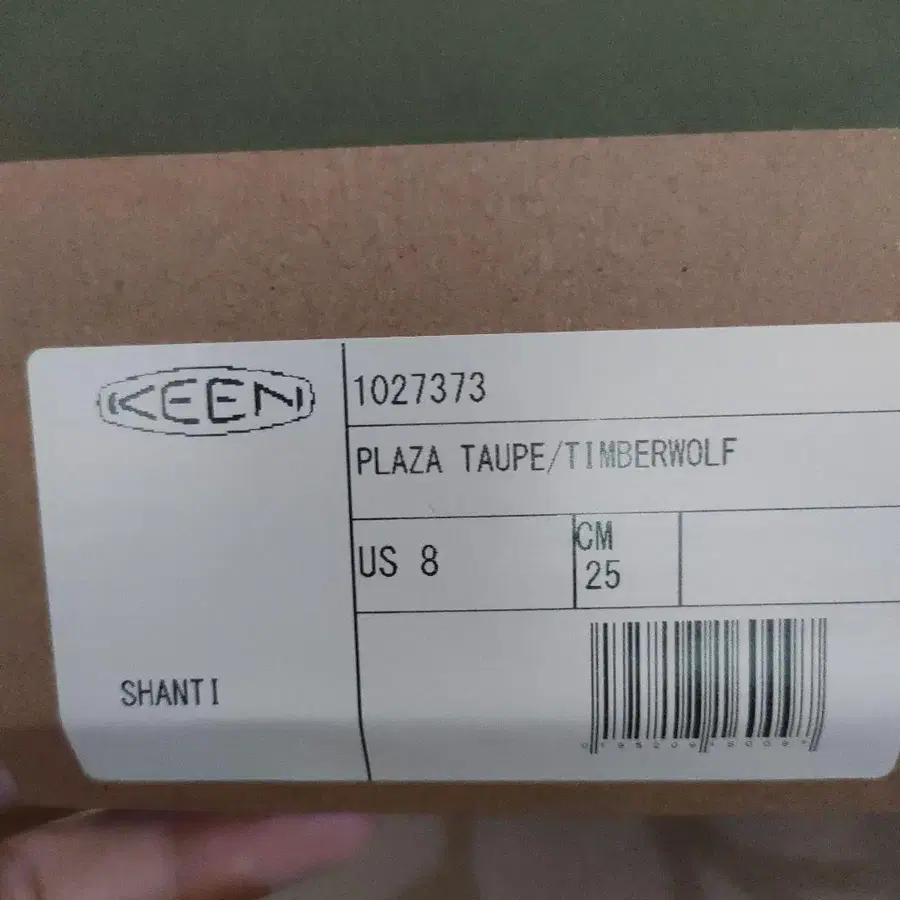 KEEN
1027373
PLAZA TAUPE/TIMBERWOLF
US 8
CM
25
SHANTI